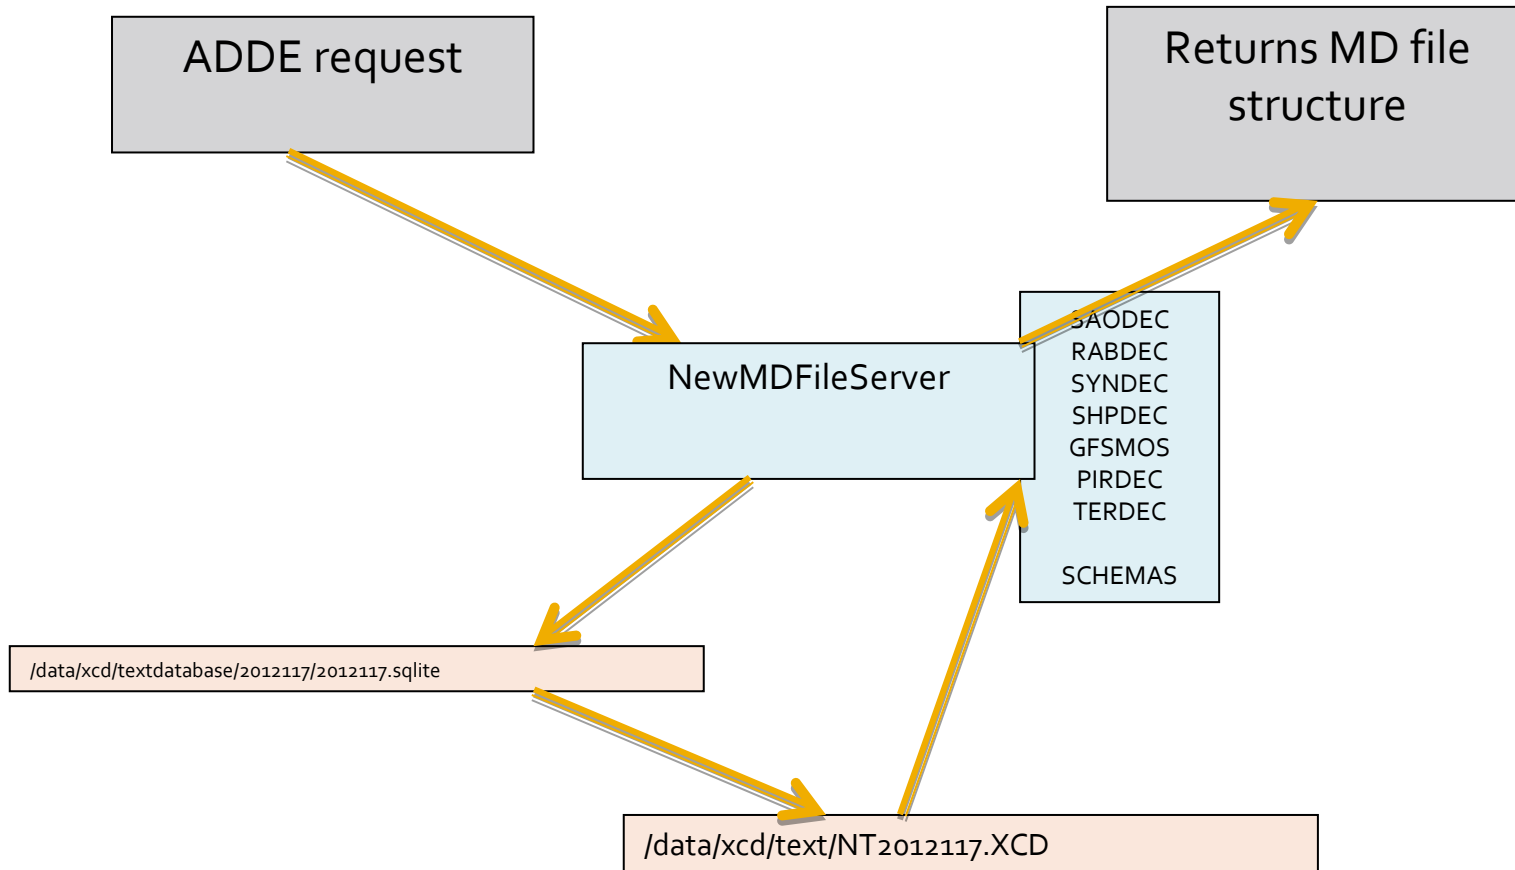 ADDE request
Returns MD file
structure
SAODEC
RABDEC
SYNDEC
SHPDEC
GFSMOS
PIRDEC
TERDEC
SCHEMAS
NewMDFileServer
/data/xcd/textdatabase/2012117/2012117.sqlite
/data/xcd/text/NT2012117.XCD